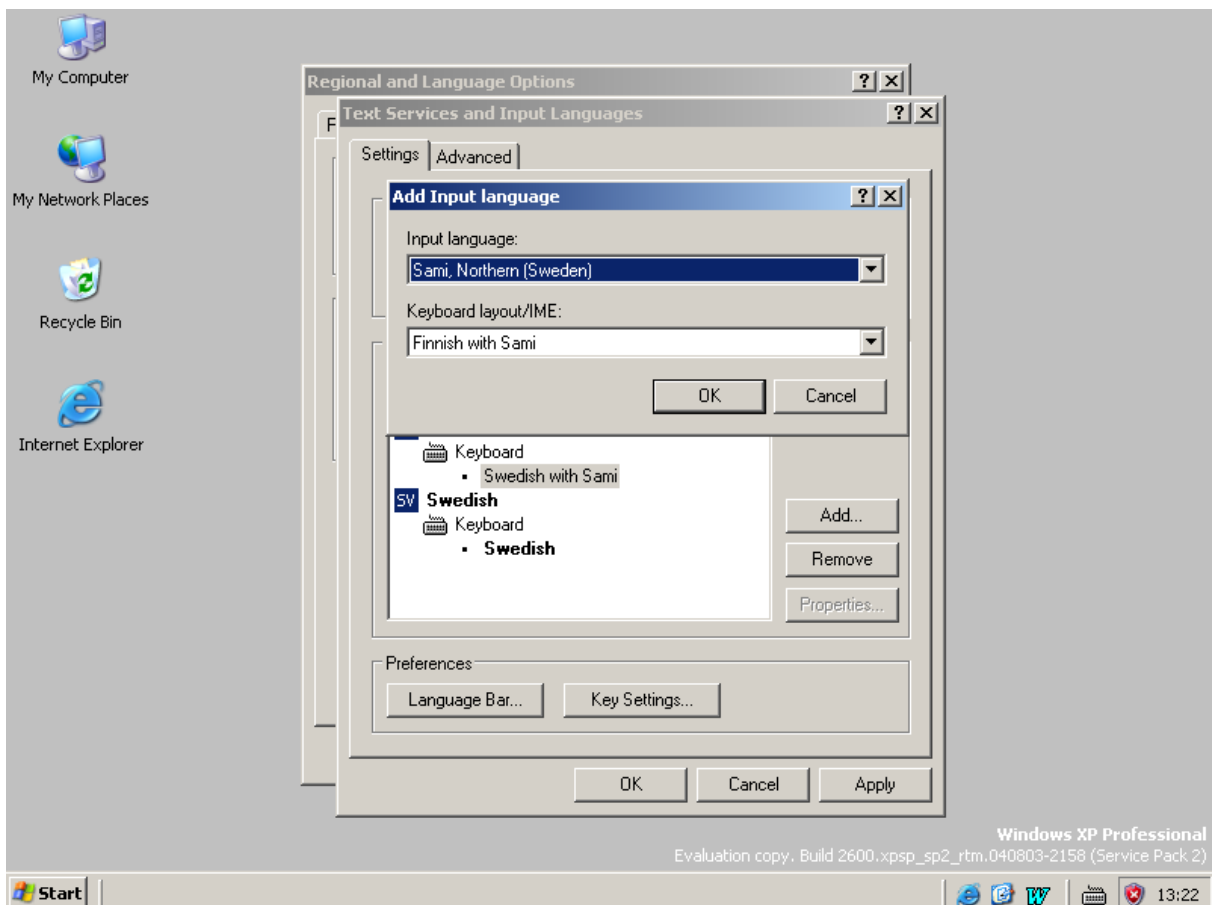 My Computer
My Network Places
Recycle Bin
Internet Explorer
Regional and Language Options
Text Services and Input Languages
Settings
Advanced
Add Input language
Input language:
Sami, Northern (Sweden)
Keyboard layout/IME:
Finnish with Sami
OK
Cancel
Keyboard
Swedish with Sami
SV Swedish
Keyboard
Swedish
Add...
Remove
Properties...
Preferences
Language Bar...
Key Settings...
OK
Cancel
Apply
Windows XP Professional
Evaluation copy. Build 2600.xpsp_sp2_rtm.040803-2158 (Service Pack 2)
Start
13:22